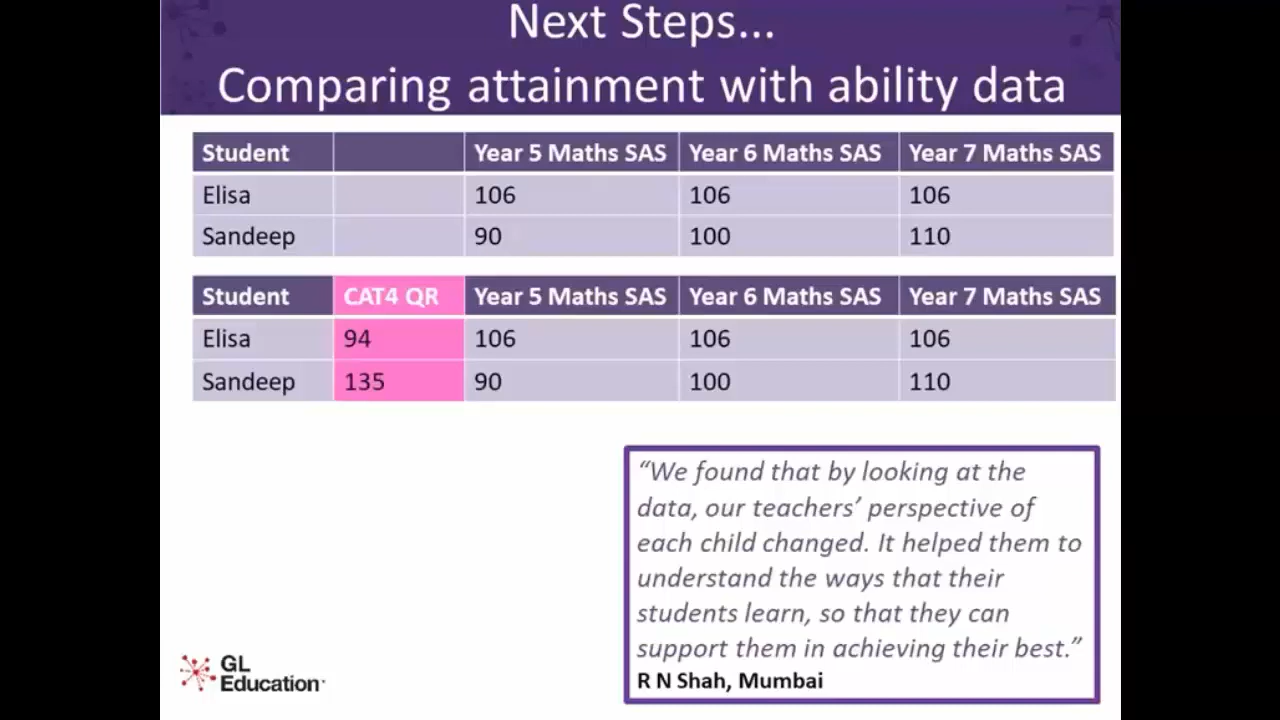 Next Steps...
Comparing attainment with ability data
Student Year 5 Maths SAS Year 6 Maths SAS Year 7 Maths SAS
Elisa 106 106 106
Sandeep 90 100 110
Student CAT4 QR Year 5 Maths SAS Year 6 Maths SAS Year 7 Maths SAS
Elisa 94 106 106 106
Sandeep 135 90 100 110
“We found that by looking at the
data, our teachers’ perspective of
each child changed. It helped them to
understand the ways that their
students learn, so that they can
support them in achieving their best.”
R N Shah, Mumbai
GL
Education